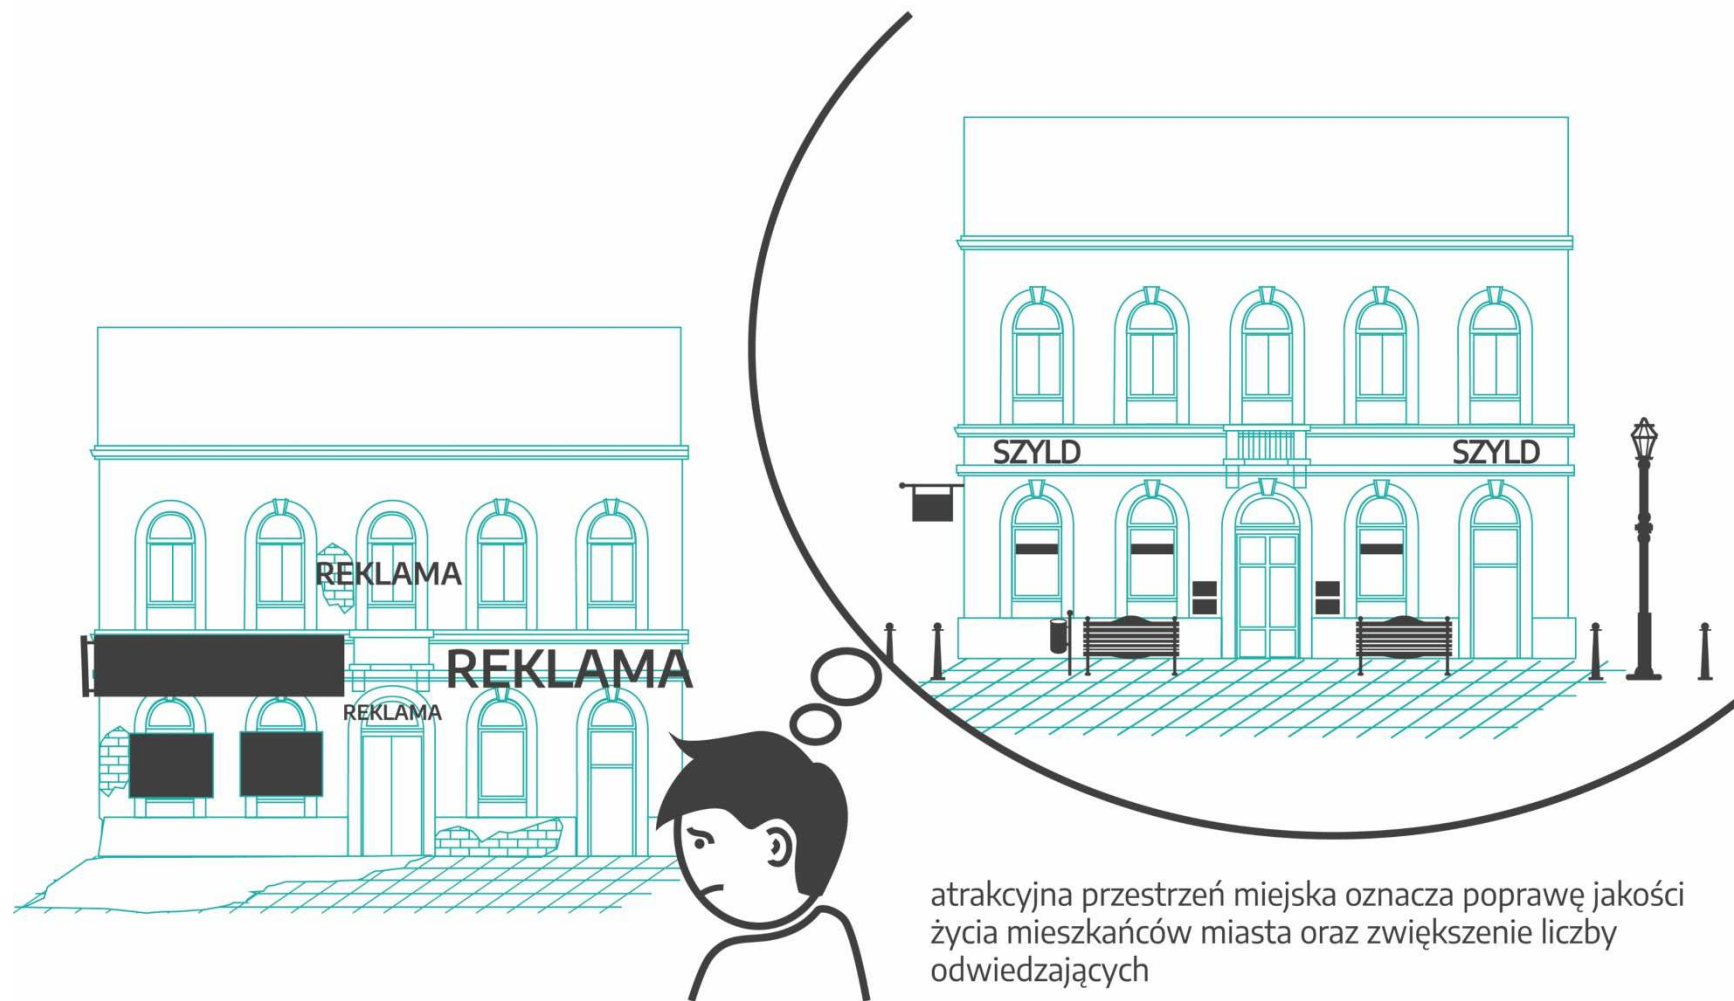 SZYLD
SZYLD
REKLAMA
REKLAMA
REKLAMA
atrakcyjna przestrzeń miejska oznacza poprawę jakości
życia mieszkańców miasta oraz zwiększenie liczby
odwiedzających